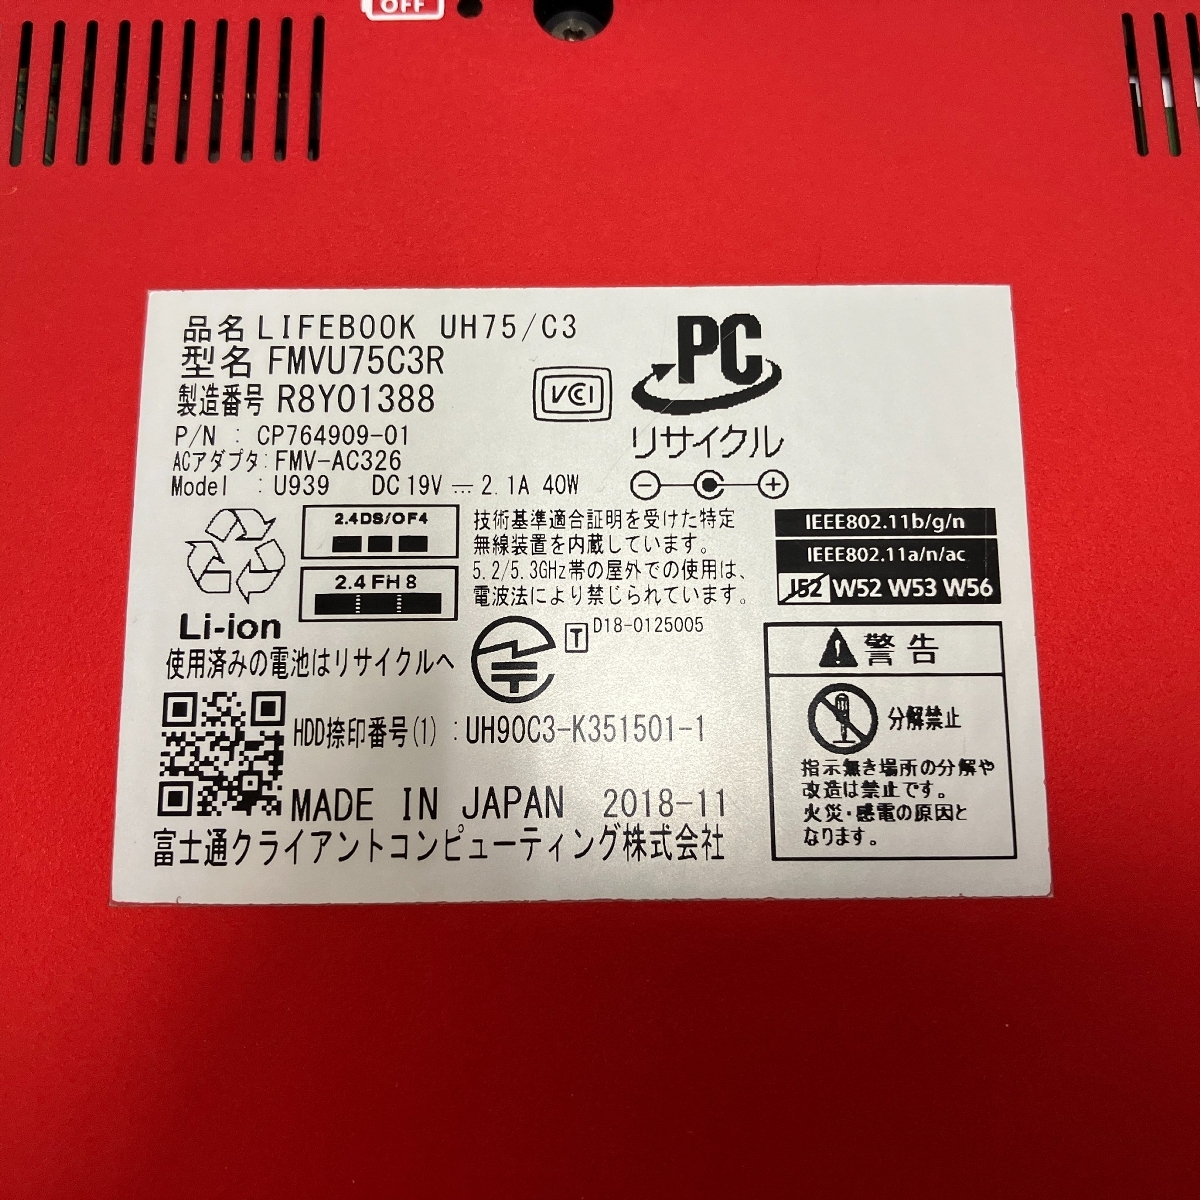 OFF
品名 LIFEBOOK UH75/C3
型名 FMVU75C3R
製造番号 R8Y01388
P/N : CP764909-01
ACアダプタ: FMV-AC326
Model : U939 DC 19V ⎓ 2.1A 40W
VCI
PC
リサイクル
2.4DS/OF4
2.4FH8
Li-ion
使用済みの電池はリサイクルへ
技術基準適合証明を受けた特定
無線装置を内蔵しています。
5.2/5.3GHz帯の屋外での使用は、
電波法により禁じられています。
T D18-0125005
IEEE802.11b/g/n
IEEE802.11a/n/ac
J52 W52 W53 W56
警告
分解禁止
指示無き場所の分解や
改造は禁止です。
火災・感電の原因と
なります。
HDD捺印番号(1) : UH90C3-K351501-1
MADE IN JAPAN 2018-11
富士通クライアントコンピューティング株式会社